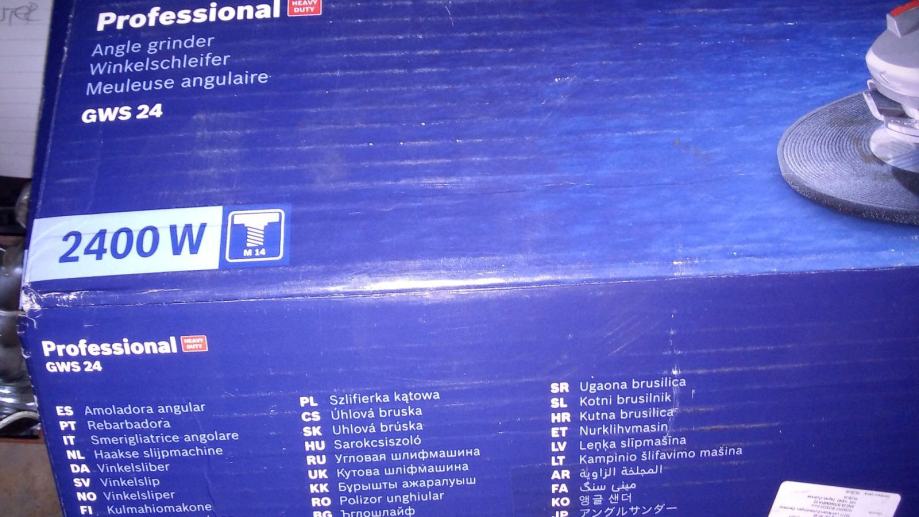 Professional HEAVY DUTY
Angle grinder
Winkelschleifer
Meuleuse angulaire
GWS 24
2400 W
M 14
Professional HEAVY DUTY
GWS 24
ES Amoladora angular
PT Rebarbadora
IT Smerigliatrice angolare
NL Haakse slijpmachine
DA Vinkelsliber
SV Vinkelslip
NO Vinkelsliper
FI Kulmahiomakone
PL Szlifierka kątowa
CS Úhlová bruska
SK Uhlová brúska
HU Sarokcsiszoló
RU Угловая шлифмашина
UK Кутова шліфмашина
KK Бурышты ажарлауыш
RO Polizor unghiular
BG Ъглошлайф
SR Ugaona brusilica
SL Kotni brusilnik
HR Kutna brusilica
ET Nurklihvmasin
LV Leņķa slīpmašīna
LT Kampinio šlifavimo mašina
AR الزاوية
FA مینی سنگ
KO 앵글 샌더
JP アングルサンダー